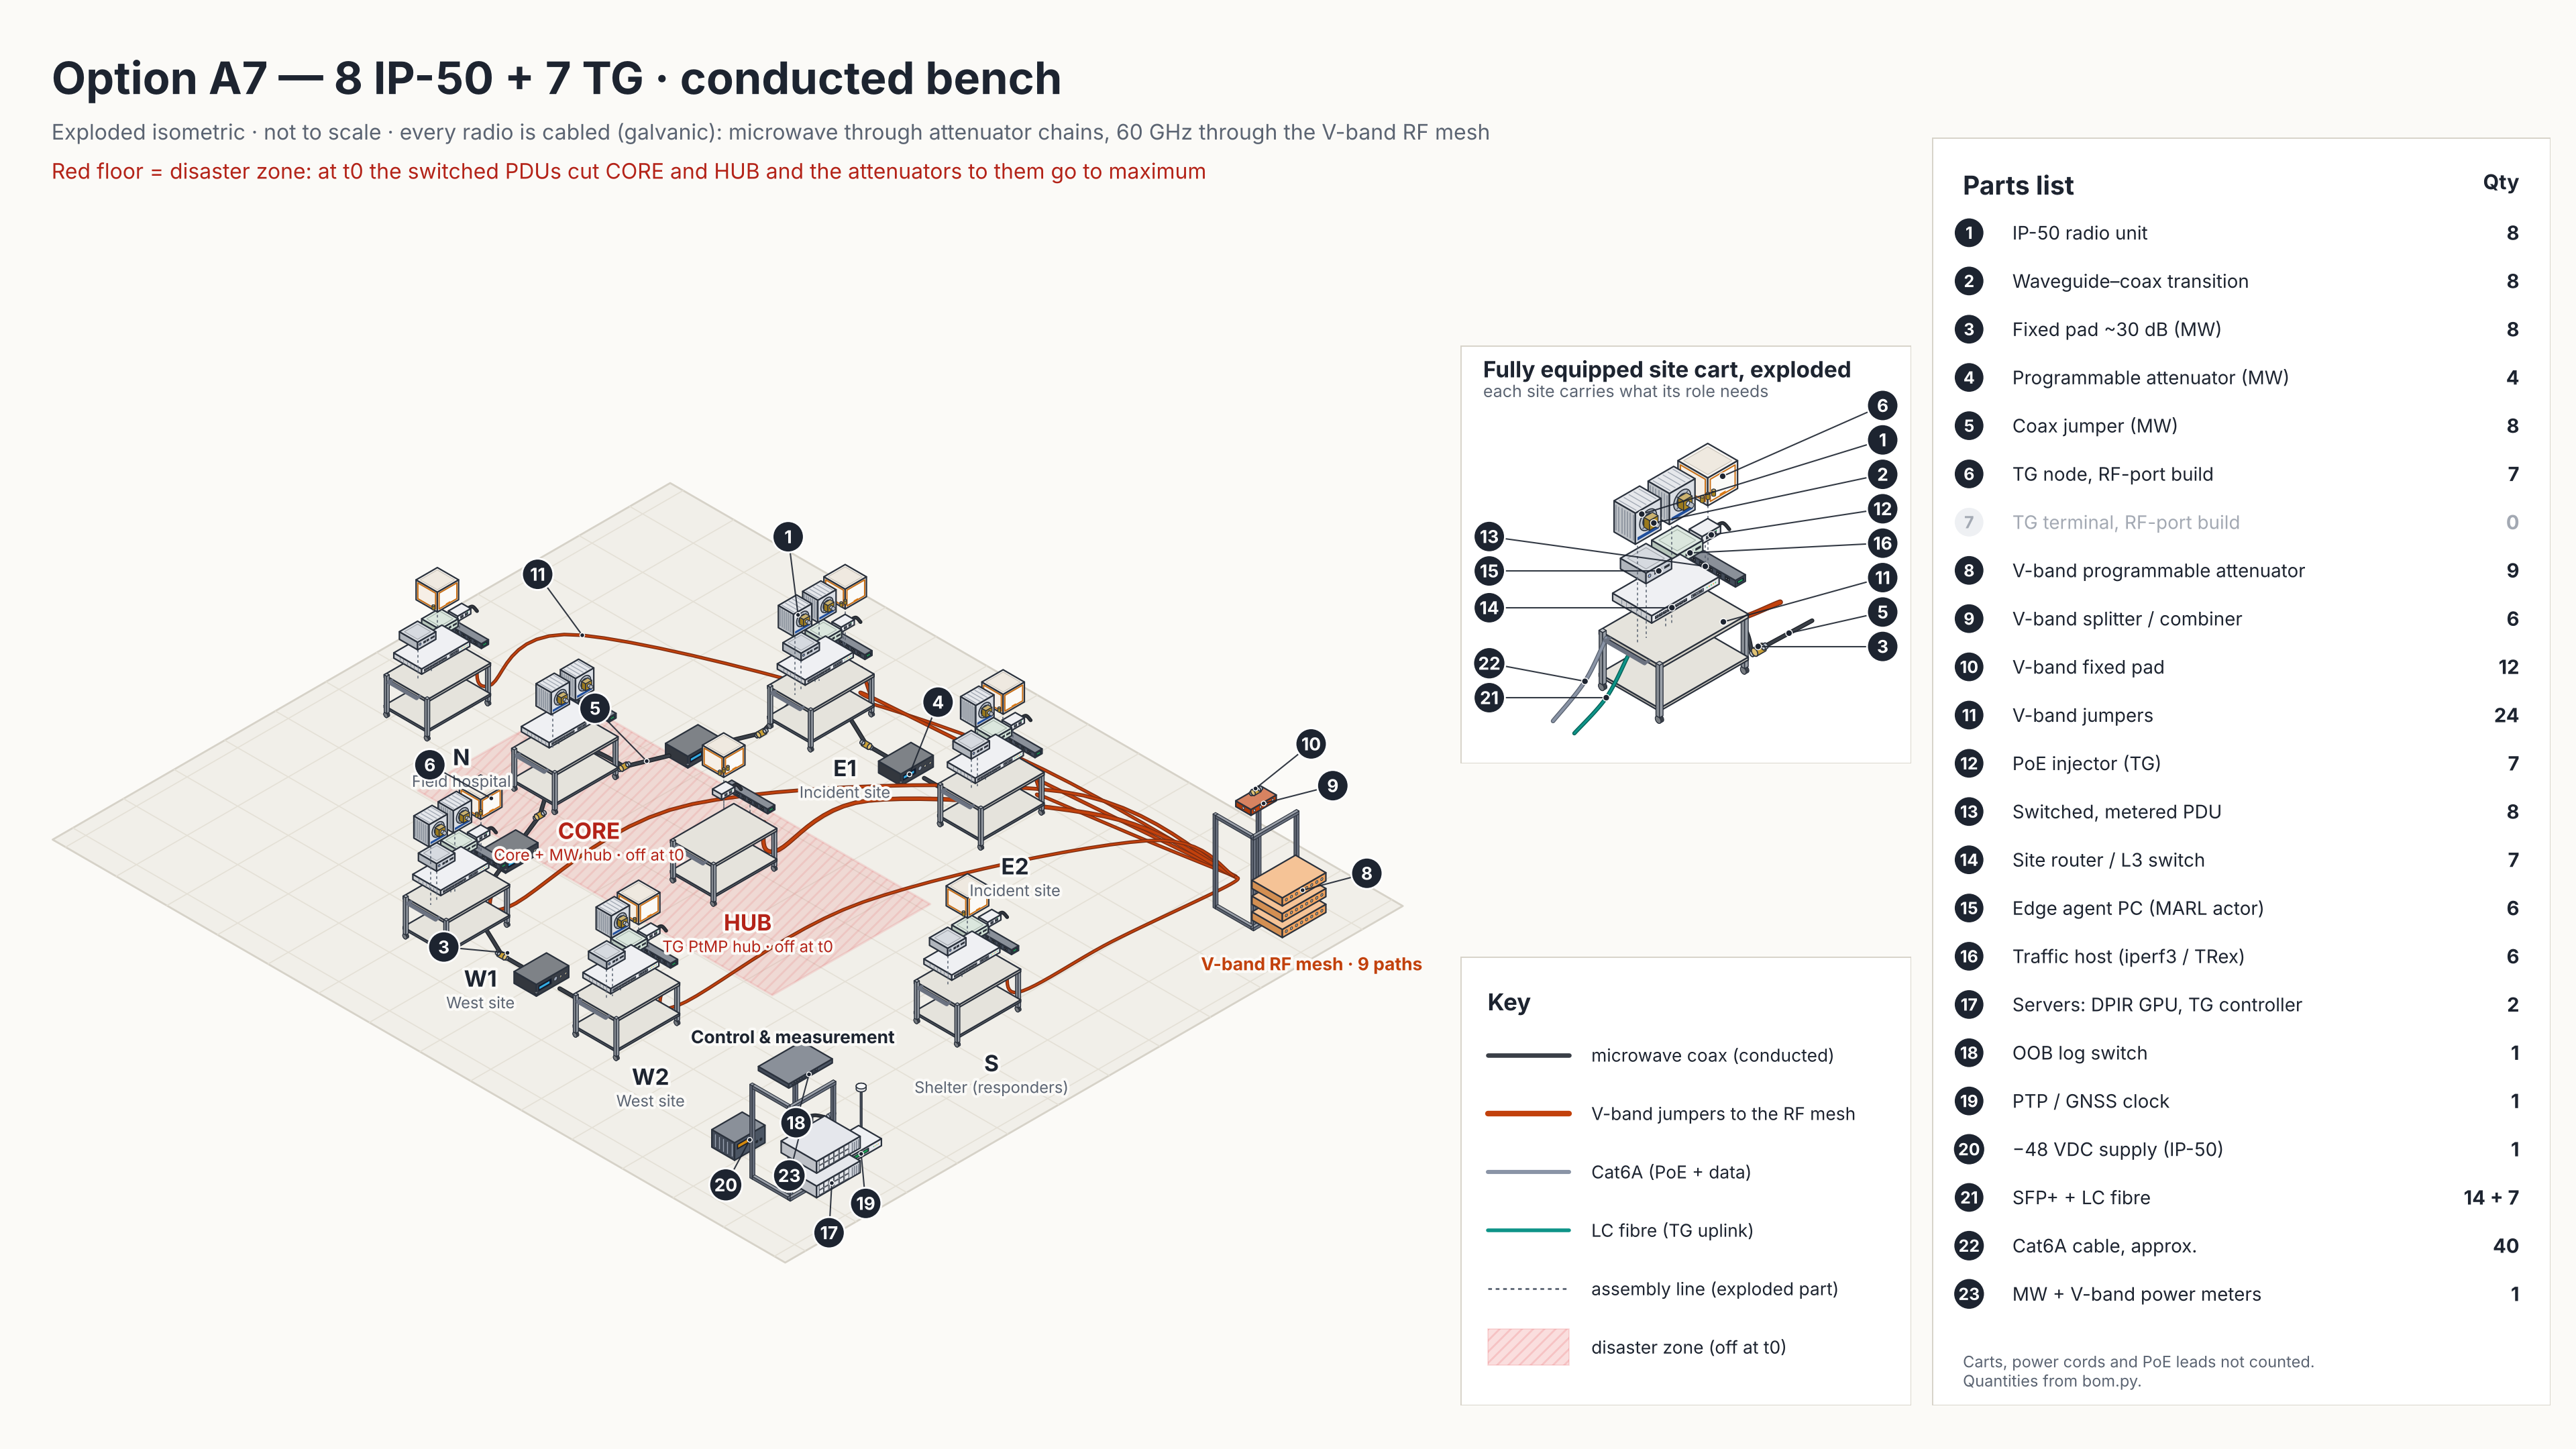 Option A7 — 8 IP-50 + 7 TG · conducted bench
Exploded isometric · not to scale · every radio is cabled (galvanic): microwave through attenuator chains, 60 GHz through the V-band RF mesh
Red floor = disaster zone: at t0 the switched PDUs cut CORE and HUB and the attenuators to them go to maximum
1
11
4
5
6
N
Field hospital
E1
Incident site
CORE
Core + MW hub · off at t0
E2
Incident site
HUB
TG PtMP hub · off at t0
3
W1
West site
W2
West site
S
Shelter (responders)
10
9
8
V-band RF mesh · 9 paths
Control & measurement
18
23
20
19
17
Fully equipped site cart, exploded
each site carries what its role needs
6
1
2
12
16
11
5
3
13
15
14
22
21
Key
microwave coax (conducted)
V-band jumpers to the RF mesh
Cat6A (PoE + data)
LC fibre (TG uplink)
assembly line (exploded part)
disaster zone (off at t0)
Parts list Qty
1 IP-50 radio unit 8
2 Waveguide–coax transition 8
3 Fixed pad ~30 dB (MW) 8
4 Programmable attenuator (MW) 4
5 Coax jumper (MW) 8
6 TG node, RF-port build 7
7 TG terminal, RF-port build 0
8 V-band programmable attenuator 9
9 V-band splitter / combiner 6
10 V-band fixed pad 12
11 V-band jumpers 24
12 PoE injector (TG) 7
13 Switched, metered PDU 8
14 Site router / L3 switch 7
15 Edge agent PC (MARL actor) 6
16 Traffic host (iperf3 / TRex) 6
17 Servers: DPIR GPU, TG controller 2
18 OOB log switch 1
19 PTP / GNSS clock 1
20 −48 VDC supply (IP-50) 1
21 SFP+ + LC fibre 14 + 7
22 Cat6A cable, approx. 40
23 MW + V-band power meters 1
Carts, power cords and PoE leads not counted.
Quantities from bom.py.